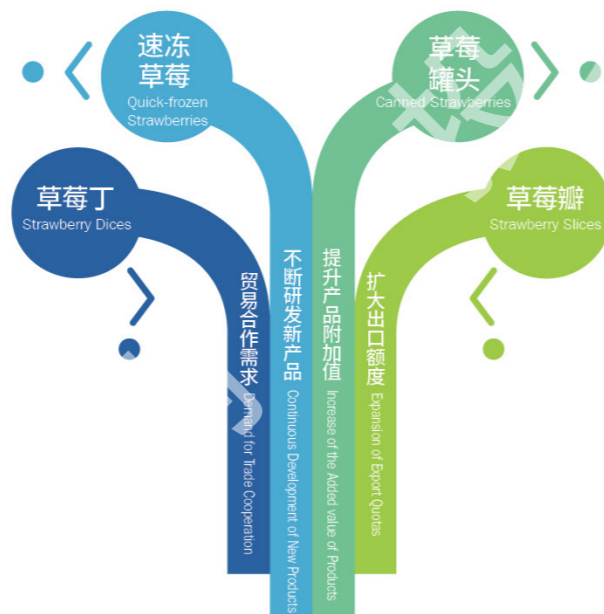 速冻
草莓
Quick-frozen
Strawberries
草莓
罐头
Canned Strawberries
草莓丁
Strawberry Dices
草莓瓣
Strawberry Slices
贸易合作需求 Demand for Trade Cooperation
不断研发新产品 Continuous Development of New Products
提升产品附加值 Increase of the Added value of Products
扩大出口额度 Expansion of Export Quotas